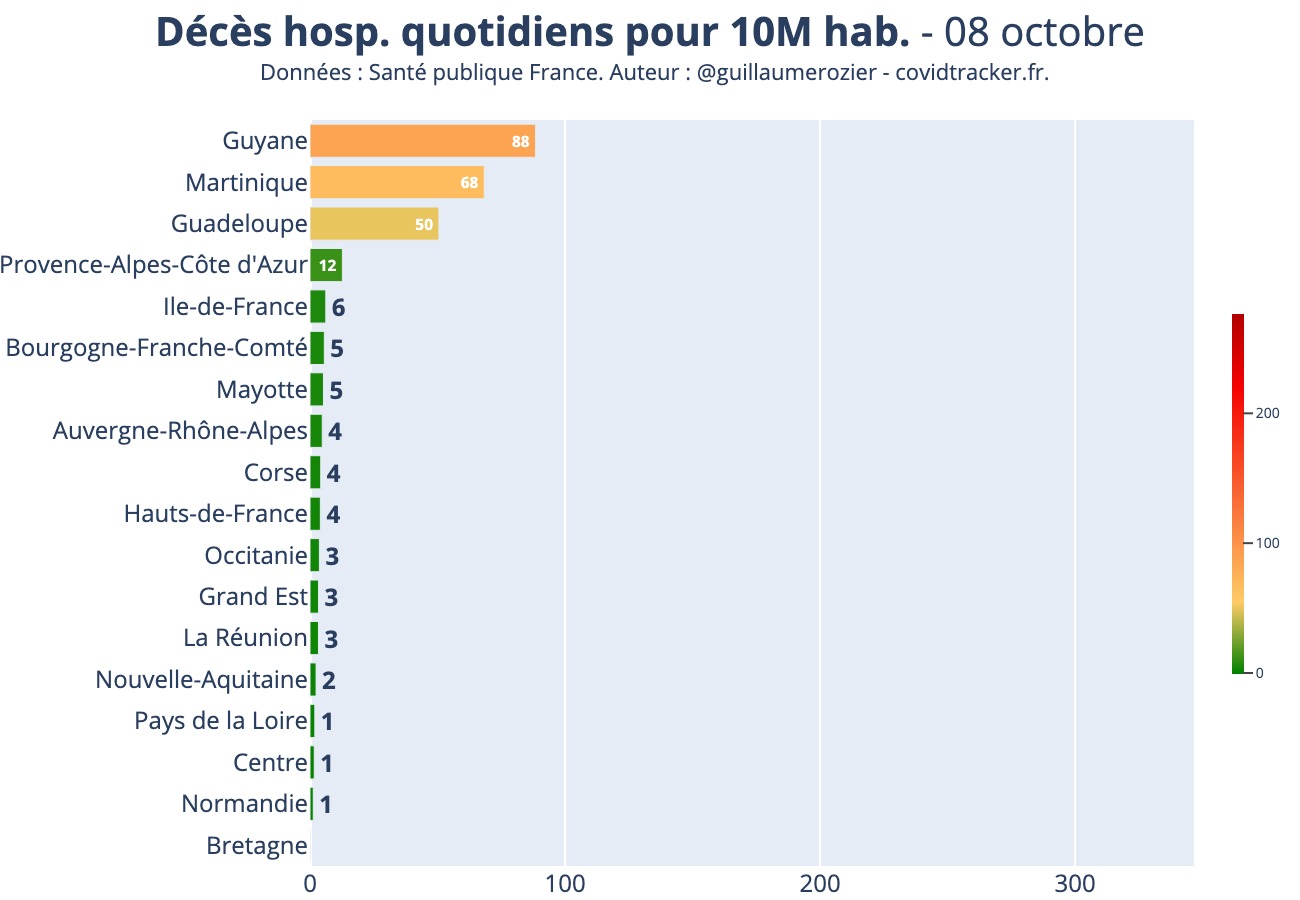 Décès hosp. quotidiens pour 10M hab. - 08 octobre
Données : Santé publique France. Auteur : @guillaumerozier - covidtracker.fr.
Guyane 88
Martinique 68
Guadeloupe 50
Provence-Alpes-Côte d'Azur 12
Ile-de-France 6
Bourgogne-Franche-Comté 5
Mayotte 5
Auvergne-Rhône-Alpes 4
Corse 4
Hauts-de-France 4
Occitanie 3
Grand Est 3
La Réunion 3
Nouvelle-Aquitaine 2
Pays de la Loire 1
Centre 1
Normandie 1
Bretagne
0 100 200 300
200
100
0